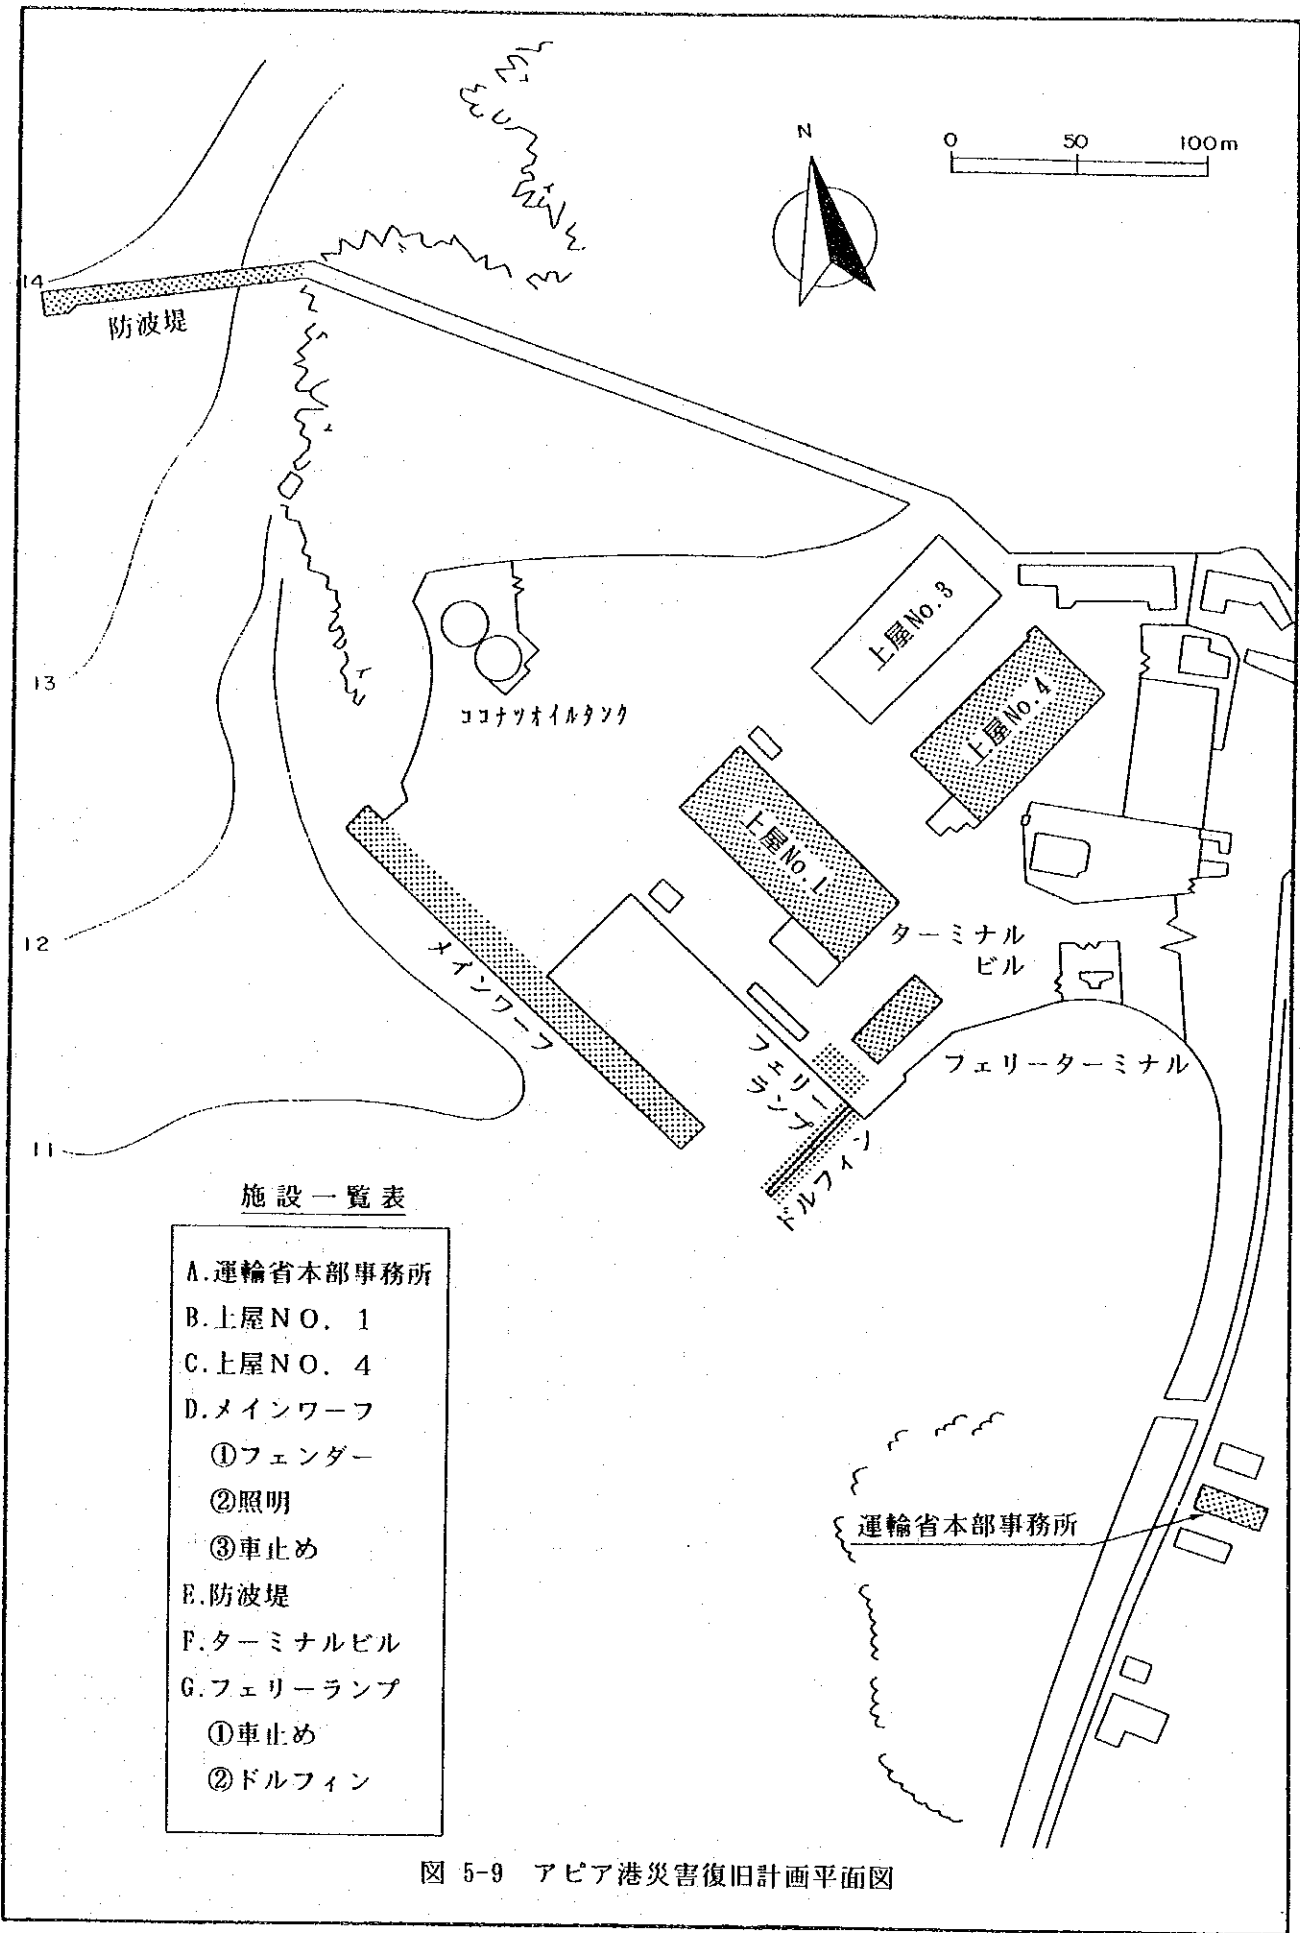 N
0 50 100m
14
防波堤
上屋No.3
上屋No.4
13
ココナツオイルタンク
上屋No.1
ターミナル
ビル
12
メインワーフ
フェリー
ランプ
フェリーターミナル
ドルフィン
11
施設一覧表
A.運輸省本部事務所
B.上屋NO. 1
C.上屋NO. 4
D.メインワーフ
①フェンダー
②照明
③車止め
E.防波堤
F.ターミナルビル
G.フェリーランプ
①車止め
②ドルフィン
運輸省本部事務所
図 5-9 アピア港災害復旧計画平面図